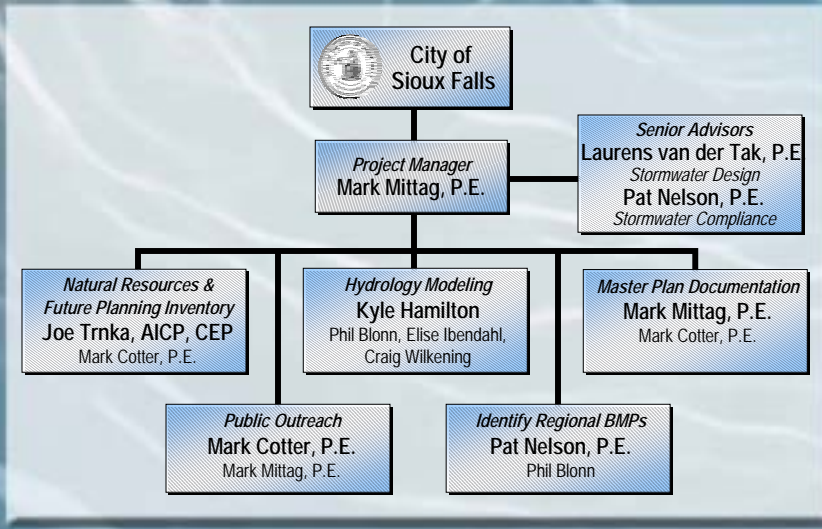 City of
Sioux Falls
Project Manager
Mark Mittag, P.E.
Senior Advisors
Laurens van der Tak, P.E.
Stormwater Design
Pat Nelson, P.E.
Stormwater Compliance
Natural Resources &
Future Planning Inventory
Joe Trnka, AICP, CEP
Mark Cotter, P.E.
Hydrology Modeling
Kyle Hamilton
Phil Blonn, Elise Ibendahl,
Craig Wilkening
Master Plan Documentation
Mark Mittag, P.E.
Mark Cotter, P.E.
Public Outreach
Mark Cotter, P.E.
Mark Mittag, P.E.
Identify Regional BMPs
Pat Nelson, P.E.
Phil Blonn